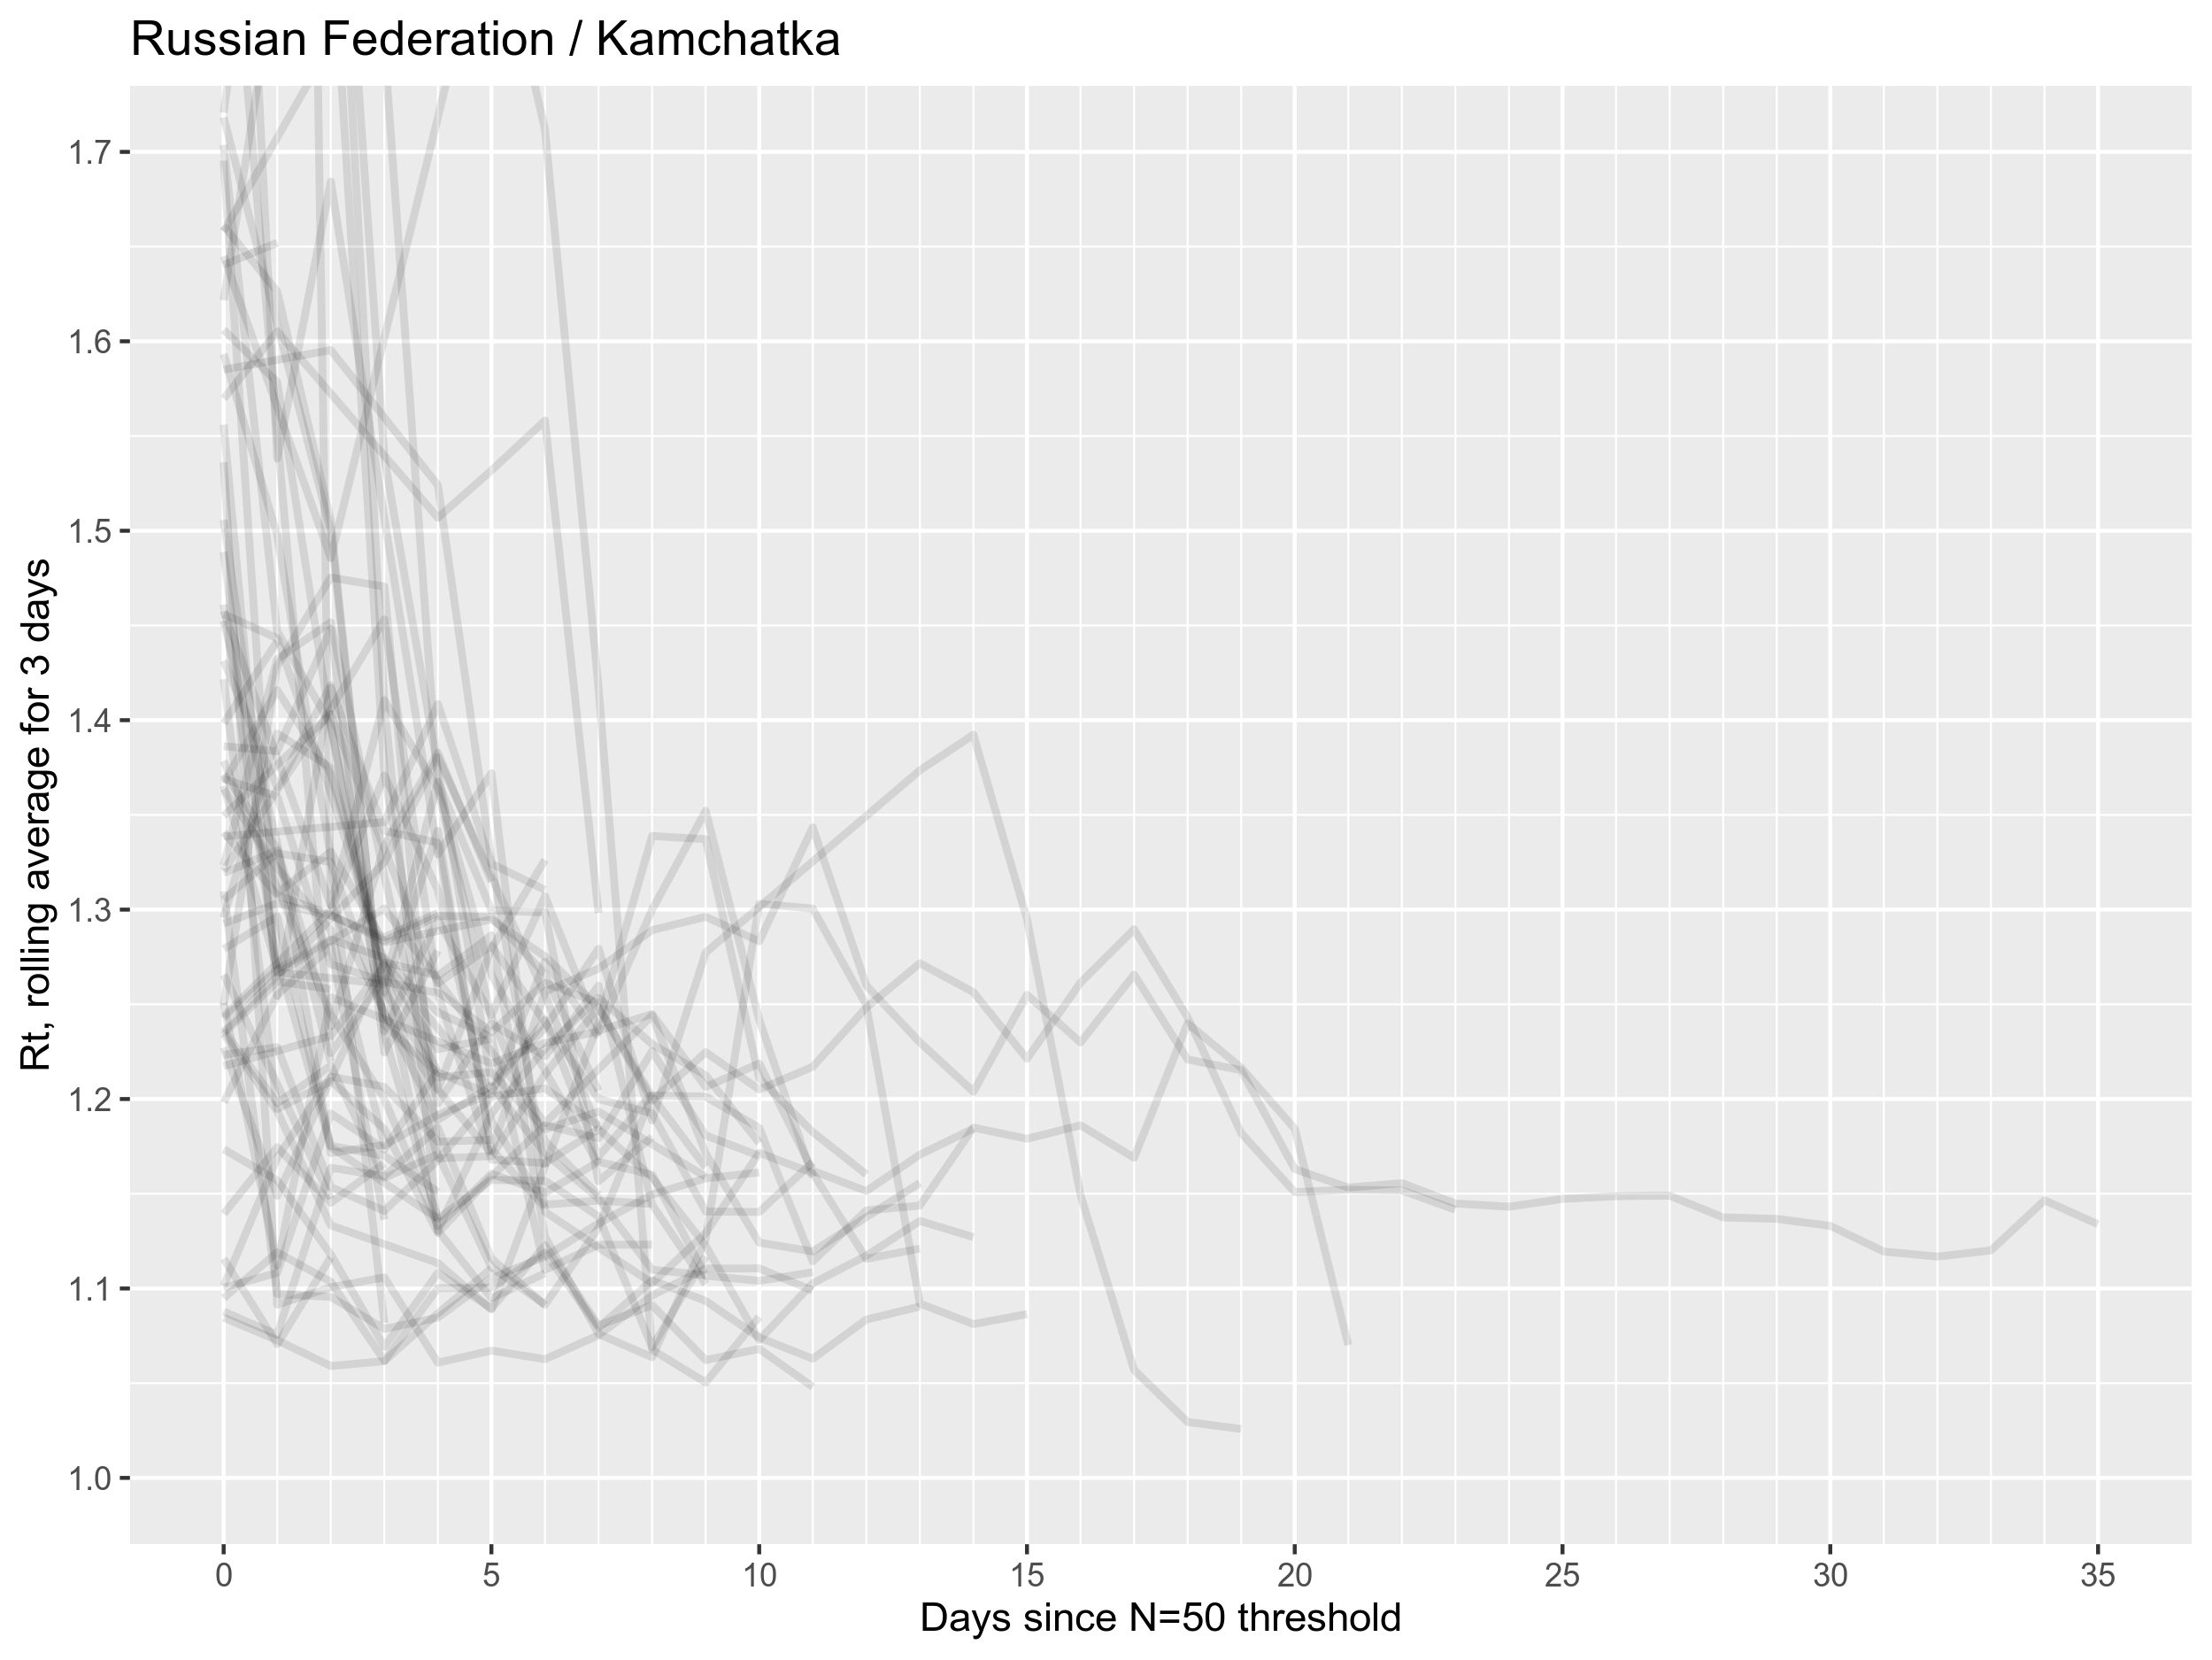 Russian Federation / Kamchatka
1.7
1.6
1.5
1.4
1.3
1.2
1.1
1.0
Rt, rolling average for 3 days
0 5 10 15 20 25 30 35
Days since N=50 threshold